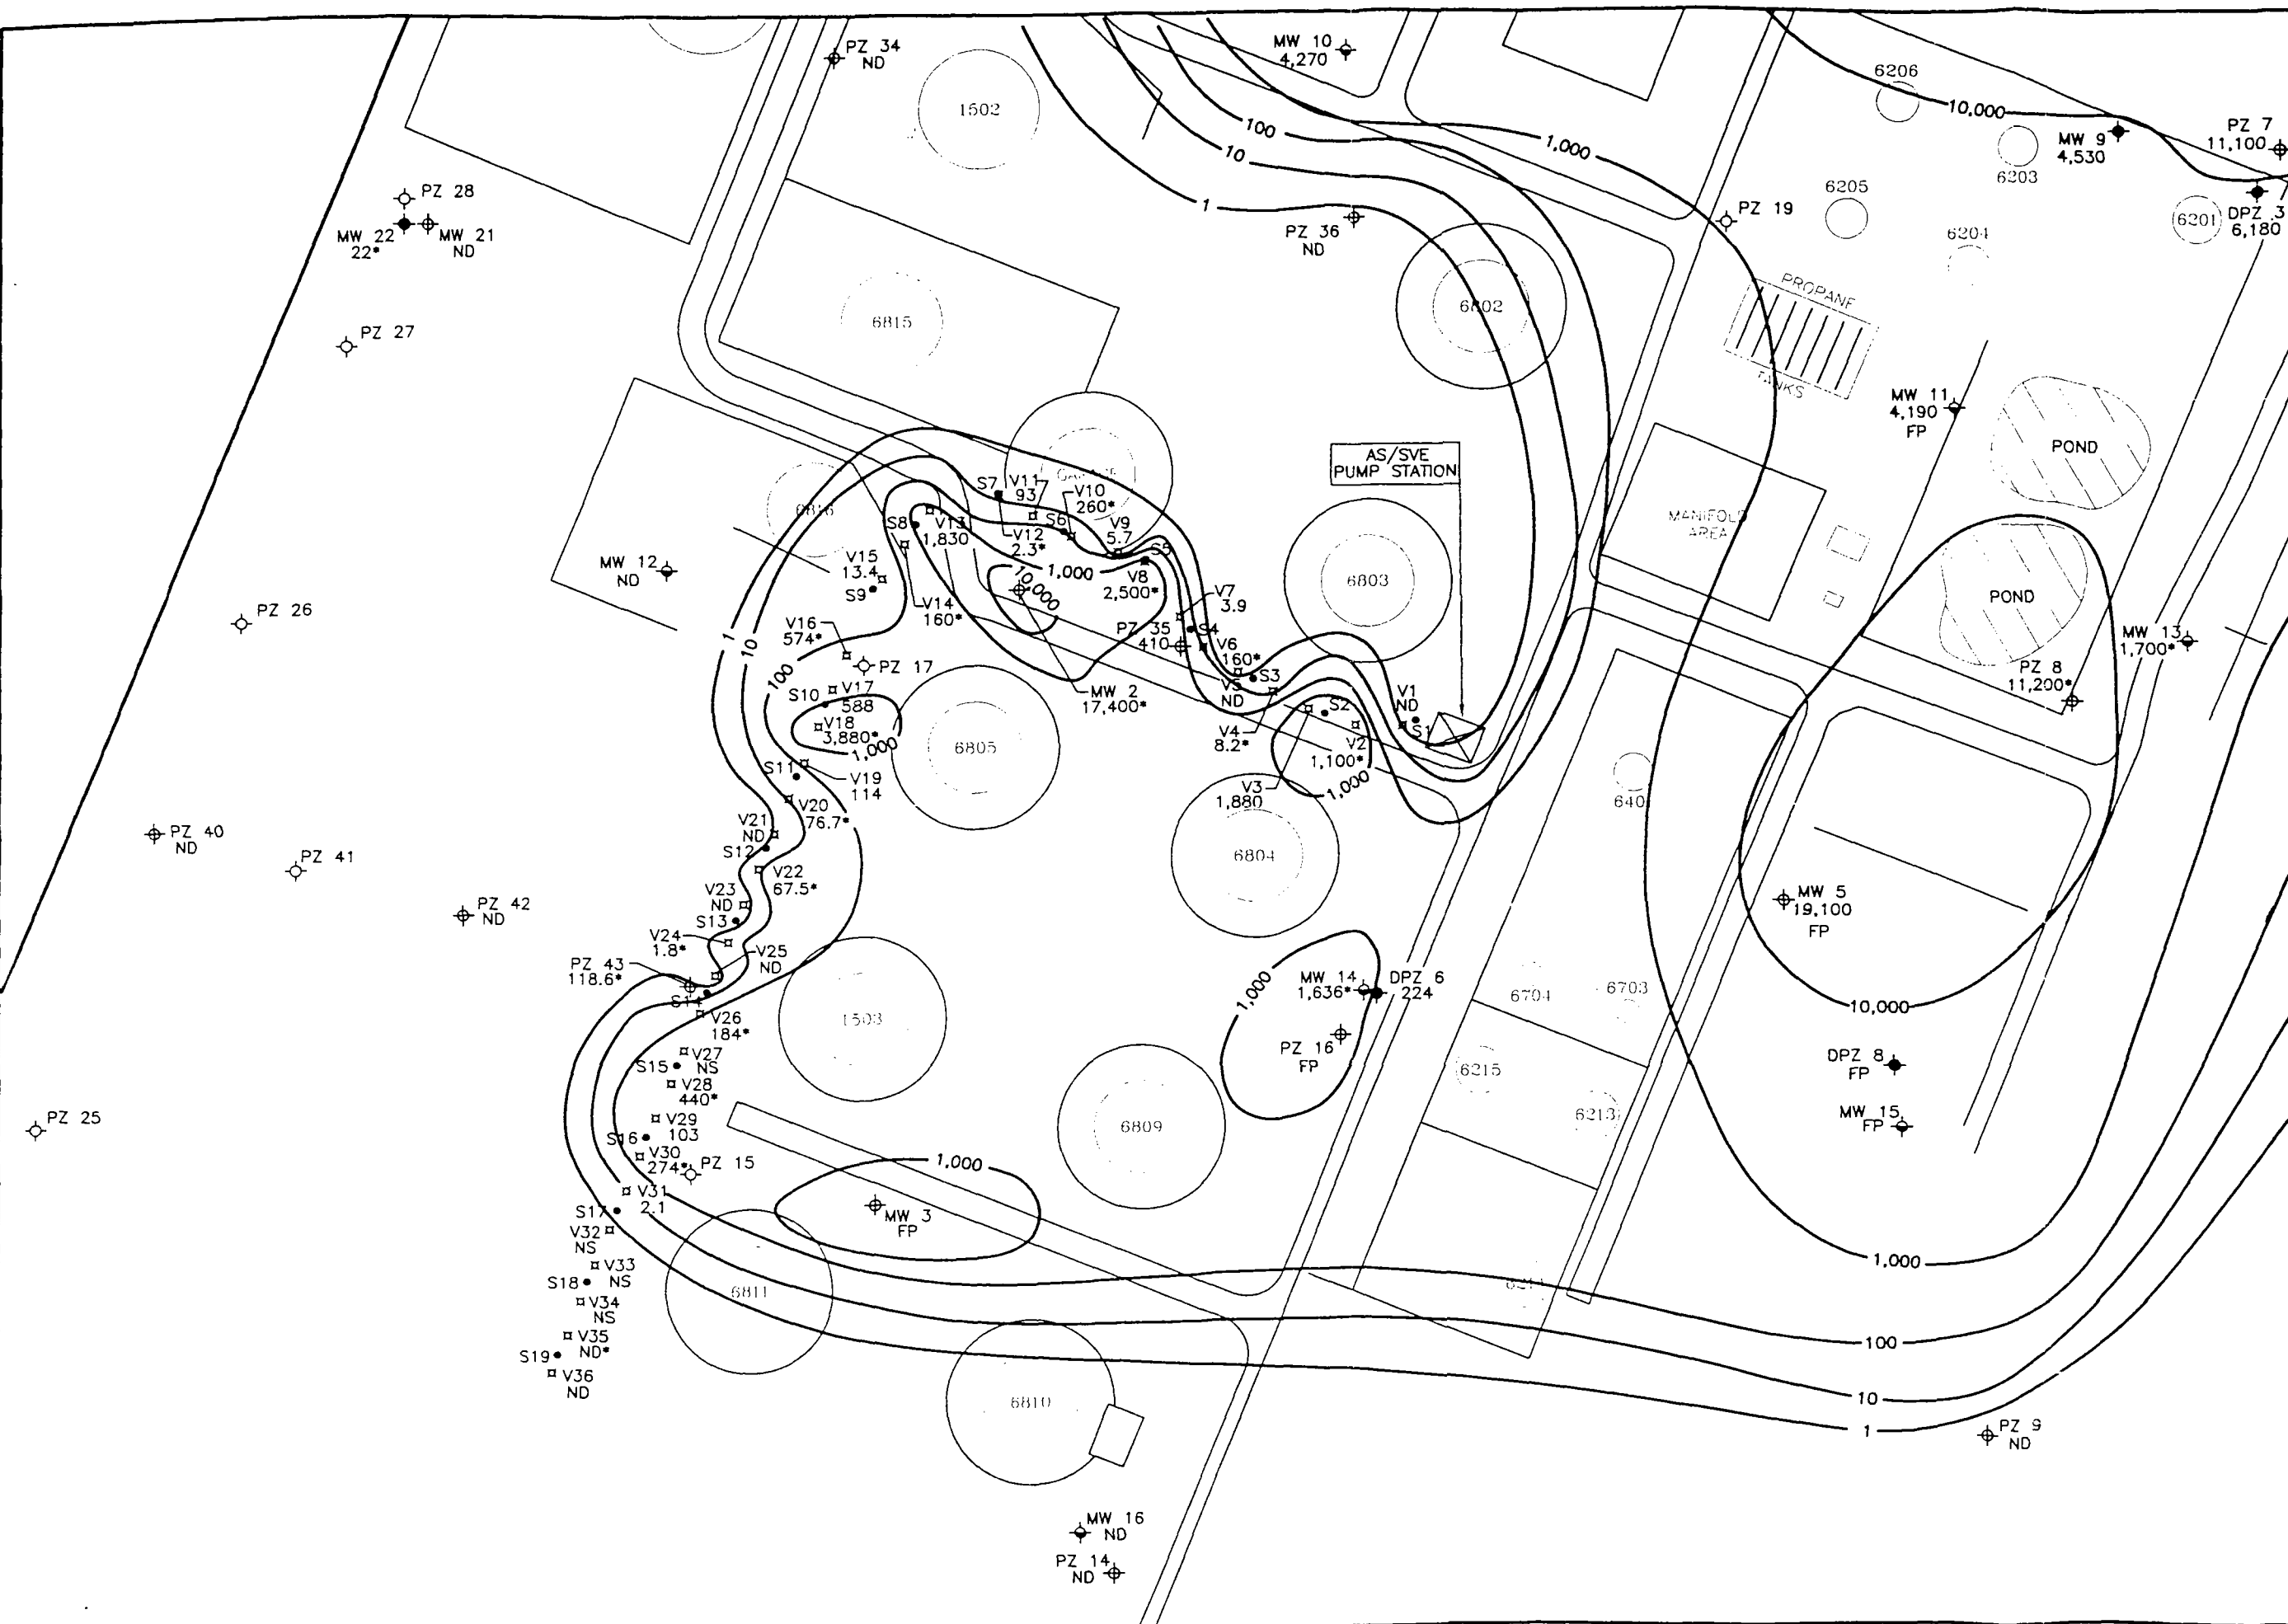 PZ 34
ND
MW 10
4,270
1502
6206
10,000
MW 9
4,530
PZ 7
11,100
6203
100
1,000
10
PZ 28
MW 22
22*
MW 21
ND
1
PZ 36
ND
PZ 19
6205
6204
6201
DPZ 3
6,180
PZ 27
6815
6802
PROPANE
TANKS
MW 11
4,190
FP
POND
AS/SVE
PUMP STATION
S7
V11
93
V10
260*
6816
S8
V13
1,830
V12
2.3*
S6
V9
5.7
S5
MANIFOLD
AREA
MW 12
ND
V15
13.4
S9
1,000
10,000
V8
2,500*
6803
POND
PZ 26
V14
160*
V7
3.9
1
10
V16
574*
PZ 35
410
S4
V6
160*
MW 13
1,700*
100
PZ 17
S3
V5
ND
PZ 8
11,200*
S10
V17
588
MW 2
17,400*
V1
ND
S2
S1
V18
3,880*
1,000
6805
V4
8.2*
V2
1,100*
S11
V19
114
V3
1,880
1,000
640
V20
76.7*
V21
ND
PZ 40
ND
S12
6804
PZ 41
V22
67.5*
V23
ND
MW 5
19,100
FP
PZ 42
ND
S13
V24
1.8*
V25
ND
PZ 43
118.6*
S14
1,000
MW 14
1,636*
DPZ 6
224
6704
6703
10,000
V26
184*
1503
PZ 16
FP
V27
NS
S15
V28
440*
DPZ 8
FP
6215
PZ 25
V29
103
S16
6809
6213
MW 15
FP
V30
274*
PZ 15
1,000
V31
2.1
S17
MW 3
FP
V32
NS
1,000
V33
NS
S18
6811
V34
NS
100
V35
ND*
S19
V36
ND
10
6810
1
PZ 9
ND
MW 16
ND
PZ 14
ND